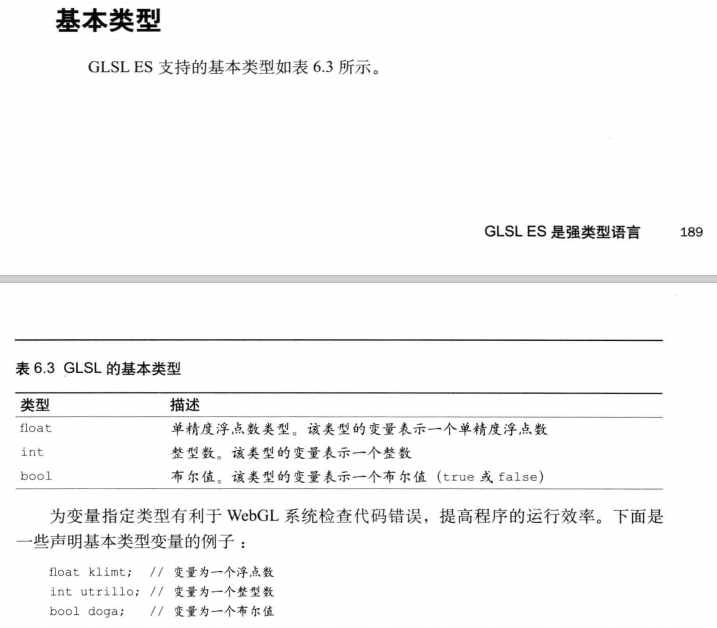 基本类型
GLSL ES 支持的基本类型如表 6.3 所示。
GLSL ES 是强类型语言 189
表 6.3 GLSL 的基本类型
类型 描述
float 单精度浮点数类型。该类型的变量表示一个单精度浮点数
int 整型数。该类型的变量表示一个整数
bool 布尔值。该类型的变量表示一个布尔值（true 或 false）
为变量指定类型有利于 WebGL 系统检查代码错误，提高程序的运行效率。下面是
一些声明基本类型变量的例子：
float klimt; // 变量为一个浮点数
int utrillo; // 变量为一个整型数
bool doga; // 变量为一个布尔值